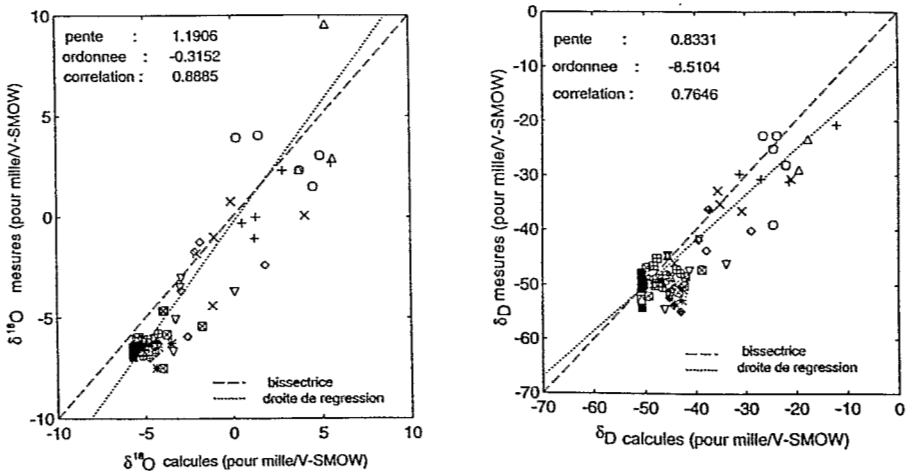 10
pente : 1.1906
ordonnee : -0.3152
correlation : 0.8885
5
0
-5
-10
δ¹⁸O mesures (pour mille/V-SMOW)
bissectrice
droite de regression
-10 -5 0 5 10
δ¹⁸O calcules (pour mille/V-SMOW)
0
pente : 0.8331
ordonnee : -8.5104
correlation : 0.7646
-10
-20
-30
-40
-50
-60
-70
δD mesures (pour mille/V-SMOW)
bissectrice
droite de regression
-70 -60 -50 -40 -30 -20 -10 0
δD calcules (pour mille/V-SMOW)